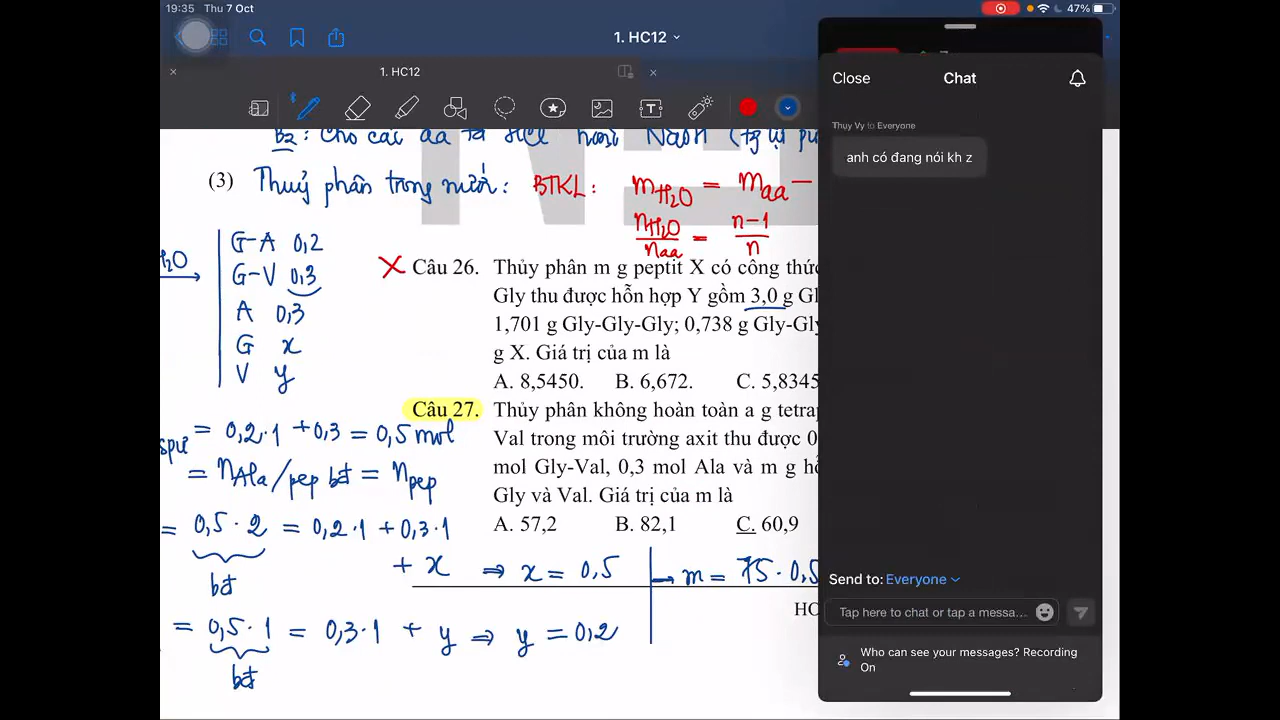 19:35 Thu 7 Oct
47%
1. HC12
1. HC12
Close
Chat
Thụy Vy to Everyone
anh có đang nói kh z
(3) Thuỷ phân trong nước: BTKL: mH2O = maa −
nH2O / naa = n−1 / n
H2O
G-A 0,2
G-V 0,3
A 0,3
G x
V y
X Câu 26. Thủy phân m g peptit X có công thức
Gly thu được hỗn hợp Y gồm 3,0 g Gl
1,701 g Gly-Gly-Gly; 0,738 g Gly-Gly
g X. Giá trị của m là
A. 8,5450. B. 6,672. C. 5,8345
Câu 27. Thủy phân không hoàn toàn a g tetrap
Val trong môi trường axit thu được 0
mol Gly-Val, 0,3 mol Ala và m g hỗ
Gly và Val. Giá trị của m là
A. 57,2 B. 82,1 C. 60,9
= 0,2·1 + 0,3 = 0,5 mol
= nAla/pep bđ = npep
= 0,5·2 = 0,2·1 + 0,3·1
bđ
+ x ⇒ x = 0,5
→ m = 75·0,5
HC
= 0,5·1 = 0,3·1 + y ⇒ y = 0,2
bđ
Send to: Everyone
Tap here to chat or tap a messa...
Who can see your messages? Recording
On